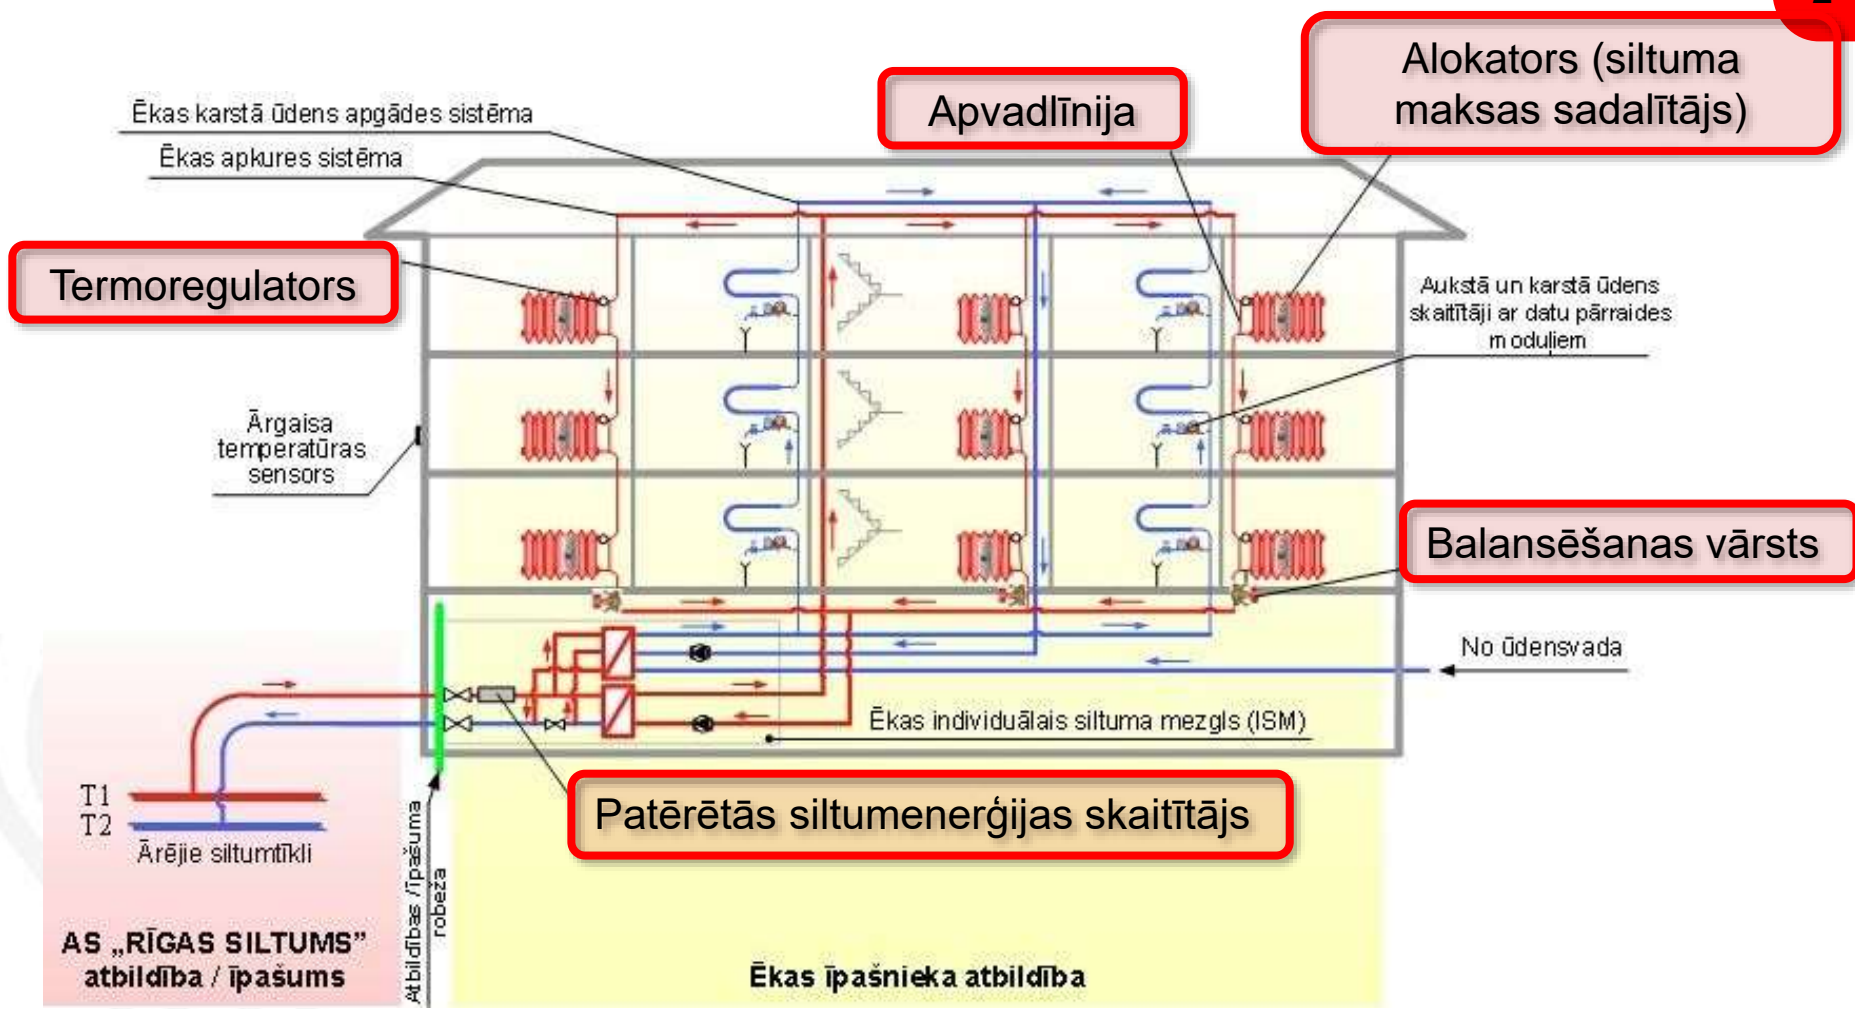 Alokators (siltuma
maksas sadalītājs)
Apvadlīnija
Ēkas karstā ūdens apgādes sistēma
Ēkas apkures sistēma
Termoregulators
Aukstā un karstā ūdens
skaitītāji ar datu pārraides
moduļiem
Ārgaisa
temperatūras
sensors
Balansēšanas vārsts
No ūdensvada
Ēkas individuālais siltuma mezgls (ISM)
Patērētās siltumenerģijas skaitītājs
T1
T2
Ārējie siltumtīkli
Atbildības /īpašuma
robeža
AS „RĪGAS SILTUMS”
atbildība / īpašums
Ēkas īpašnieka atbildība